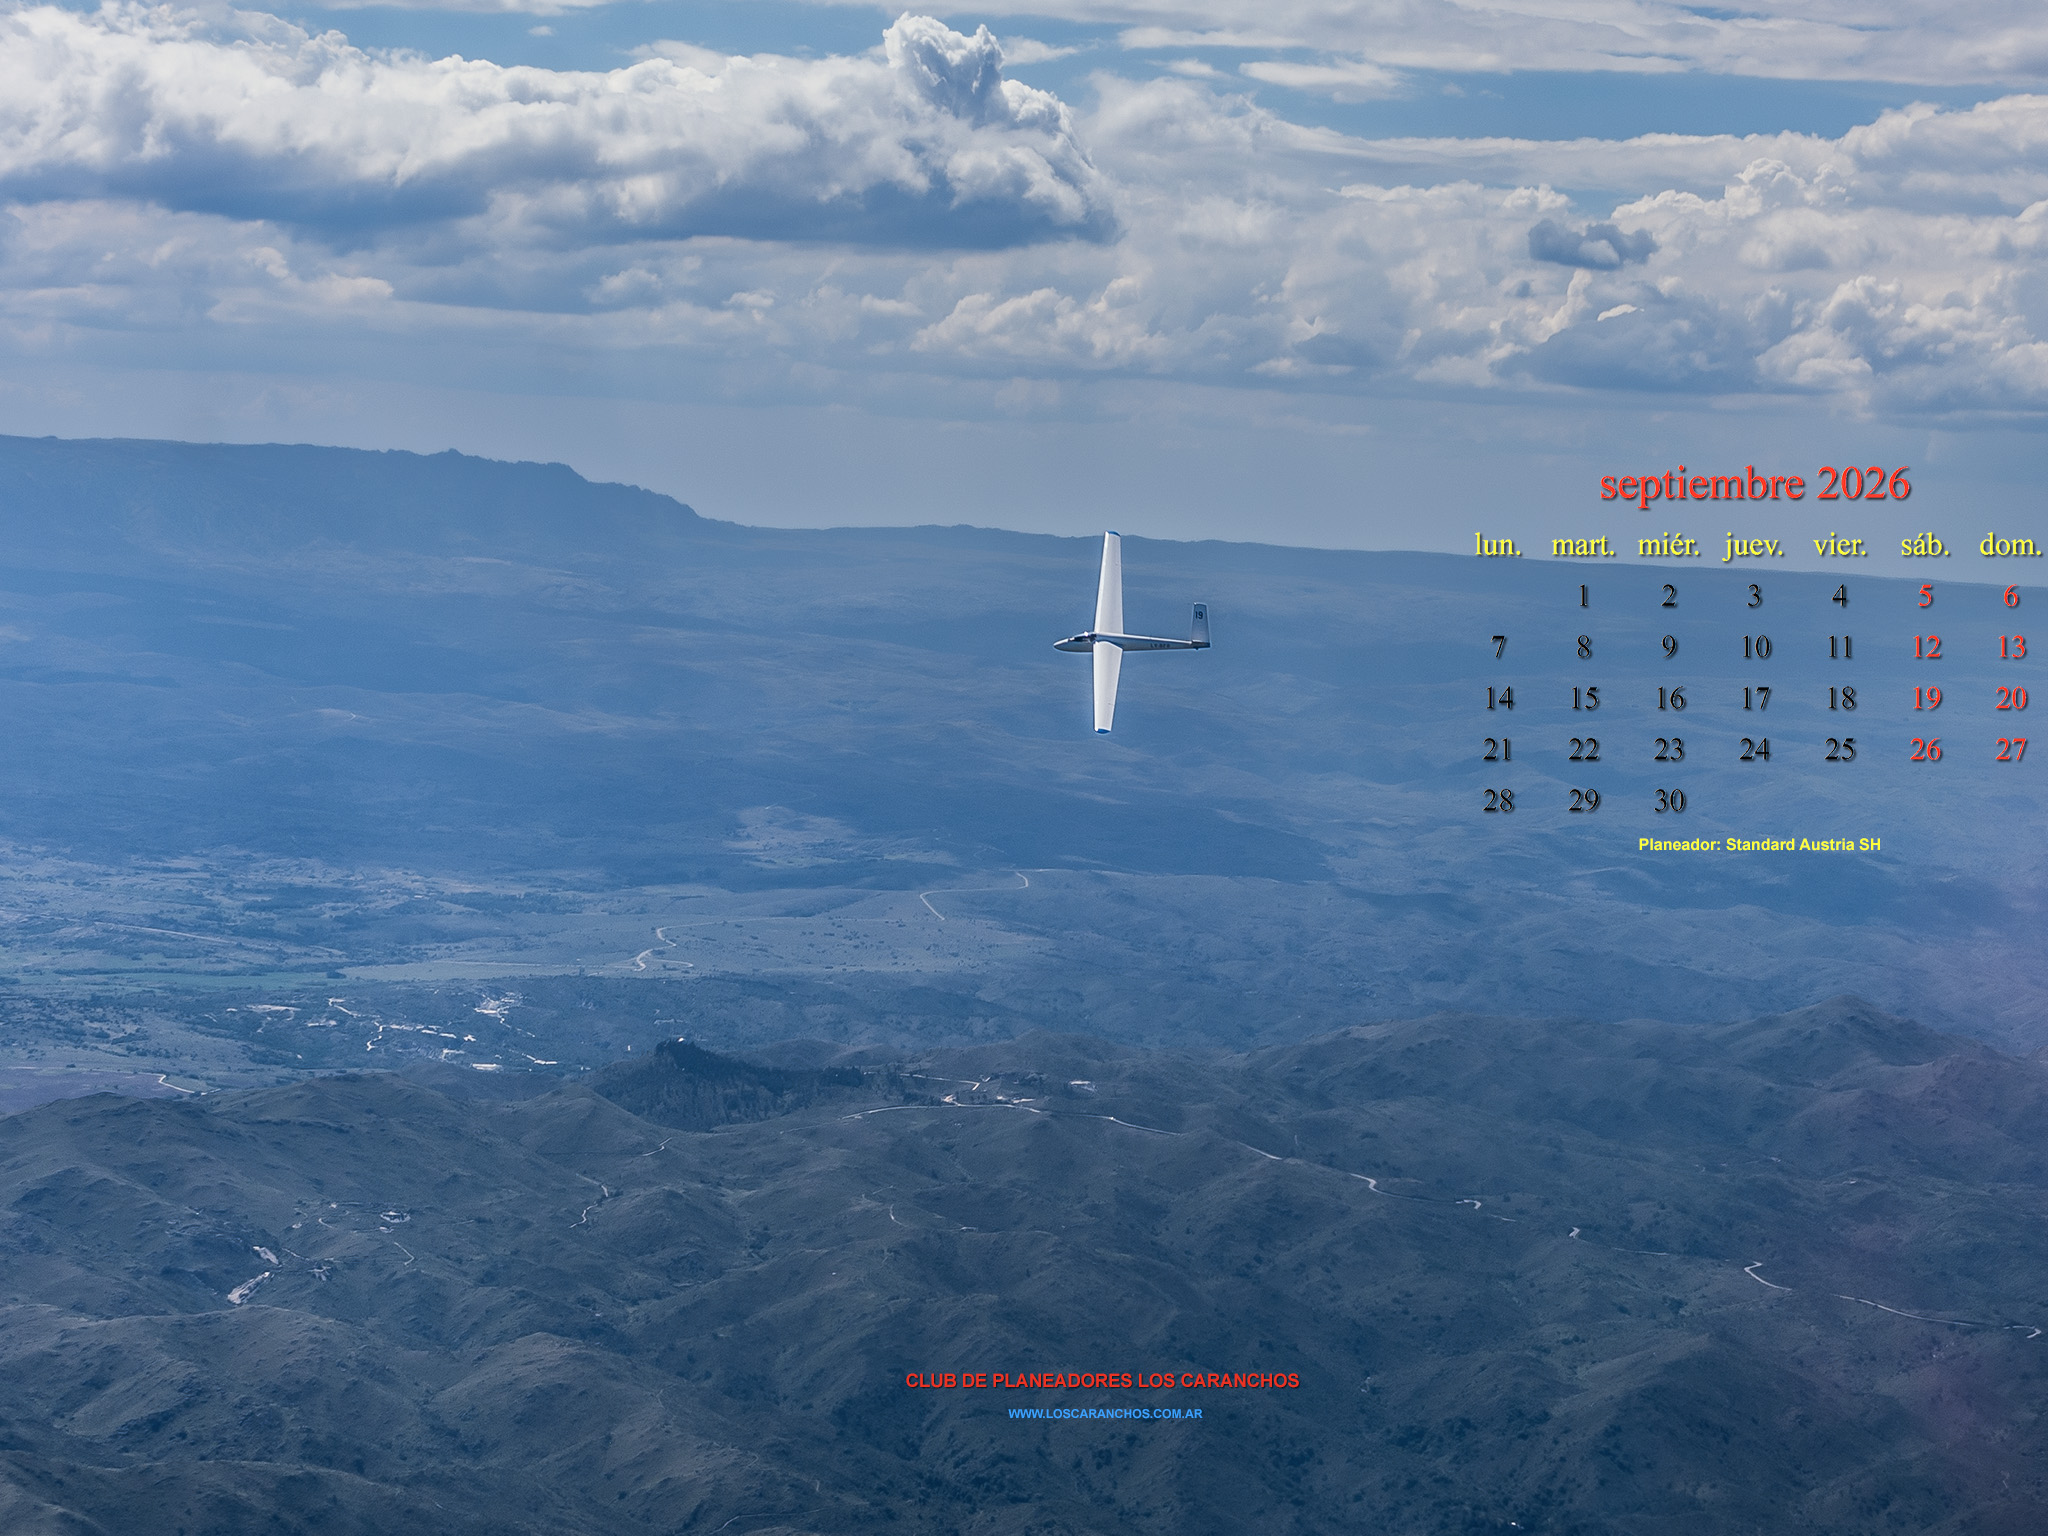 septiembre 2026
lun. mart. miér. juev. vier. sáb. dom.
1 2 3 4 5 6
7 8 9 10 11 12 13
14 15 16 17 18 19 20
21 22 23 24 25 26 27
28 29 30
Planeador: Standard Austria SH
19
CLUB DE PLANEADORES LOS CARANCHOS
WWW.LOSCARANCHOS.COM.AR